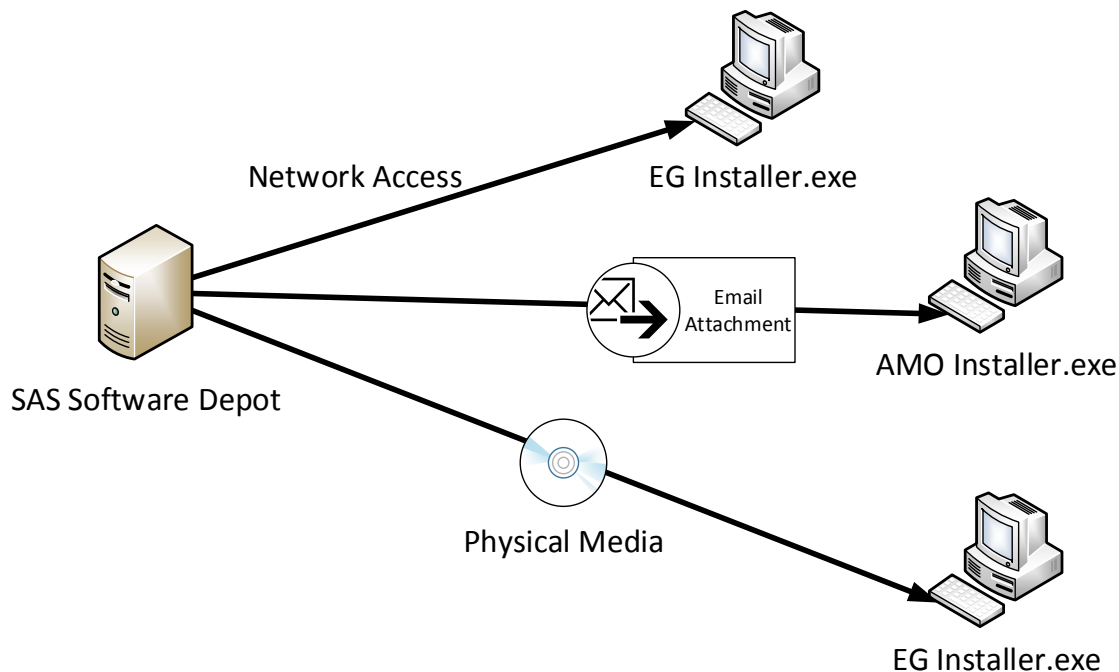 Network Access
EG Installer.exe
Email
Attachment
AMO Installer.exe
SAS Software Depot
Physical Media
EG Installer.exe